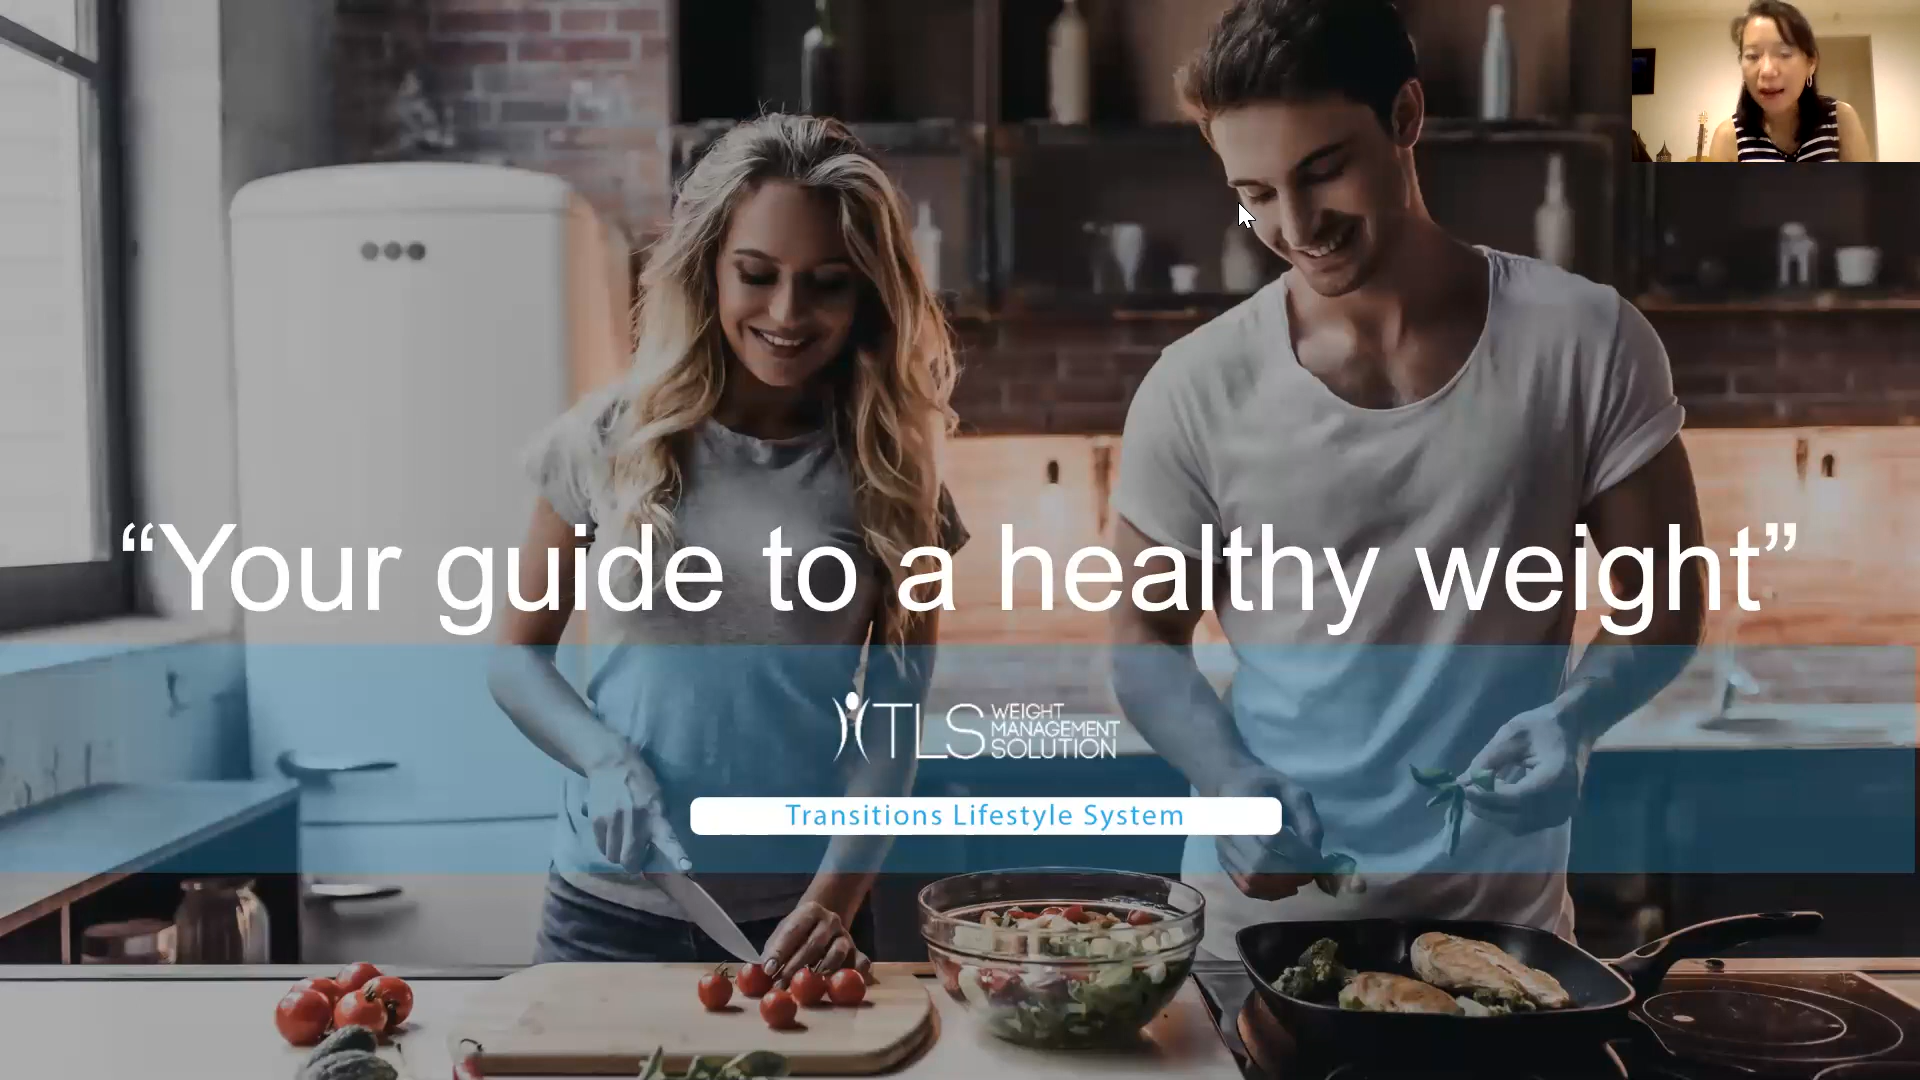 “Your guide to a healthy weight”
TLS WEIGHT
MANAGEMENT
SOLUTION
Transitions Lifestyle System